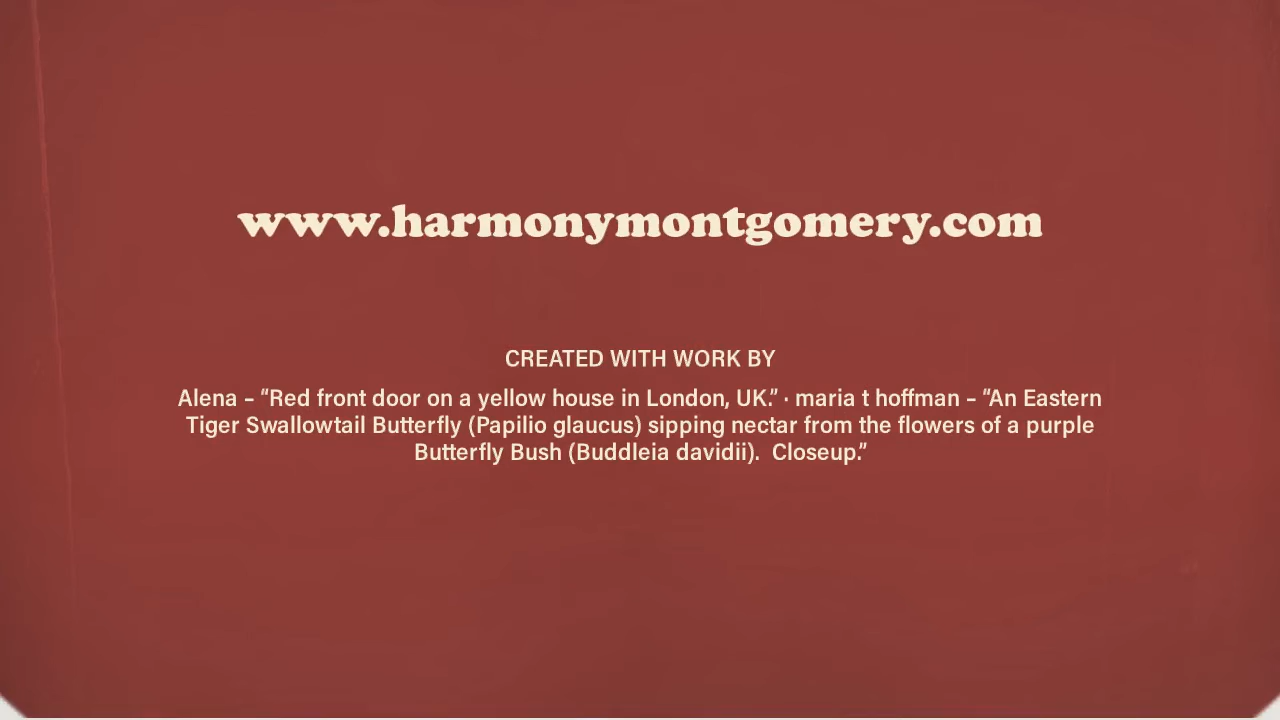 www.harmonymontgomery.com
CREATED WITH WORK BY
Alena – “Red front door on a yellow house in London, UK.” · maria t hoffman – “An Eastern
Tiger Swallowtail Butterfly (Papilio glaucus) sipping nectar from the flowers of a purple
Butterfly Bush (Buddleia davidii).  Closeup.”